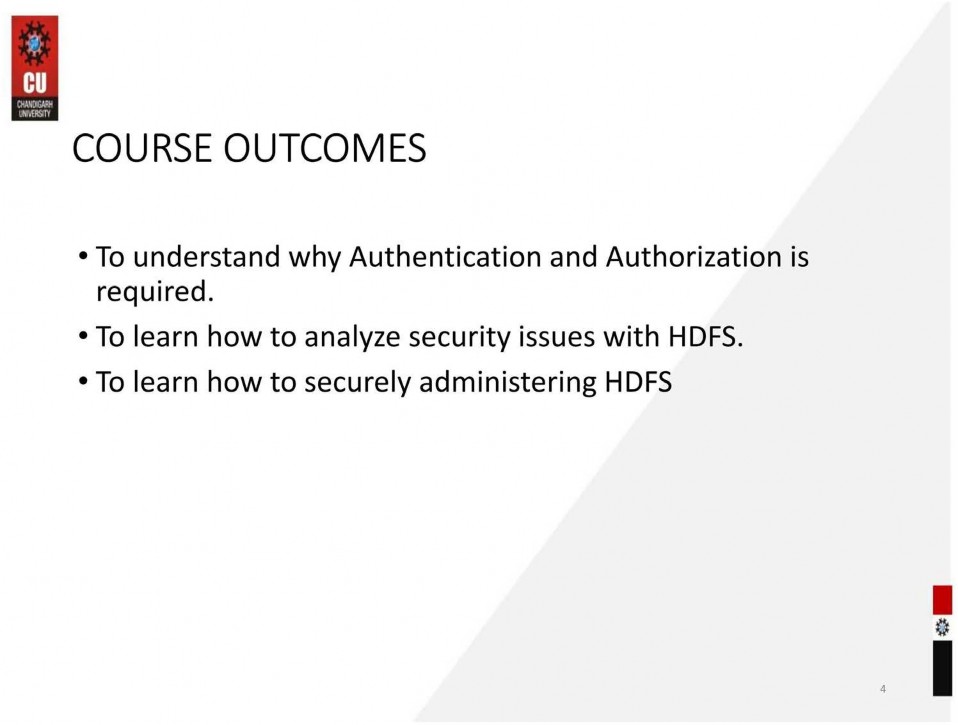 CU
CHANDIGARH
UNIVERSITY
COURSE OUTCOMES
• To understand why Authentication and Authorization is
required.
• To learn how to analyze security issues with HDFS.
• To learn how to securely administering HDFS
4